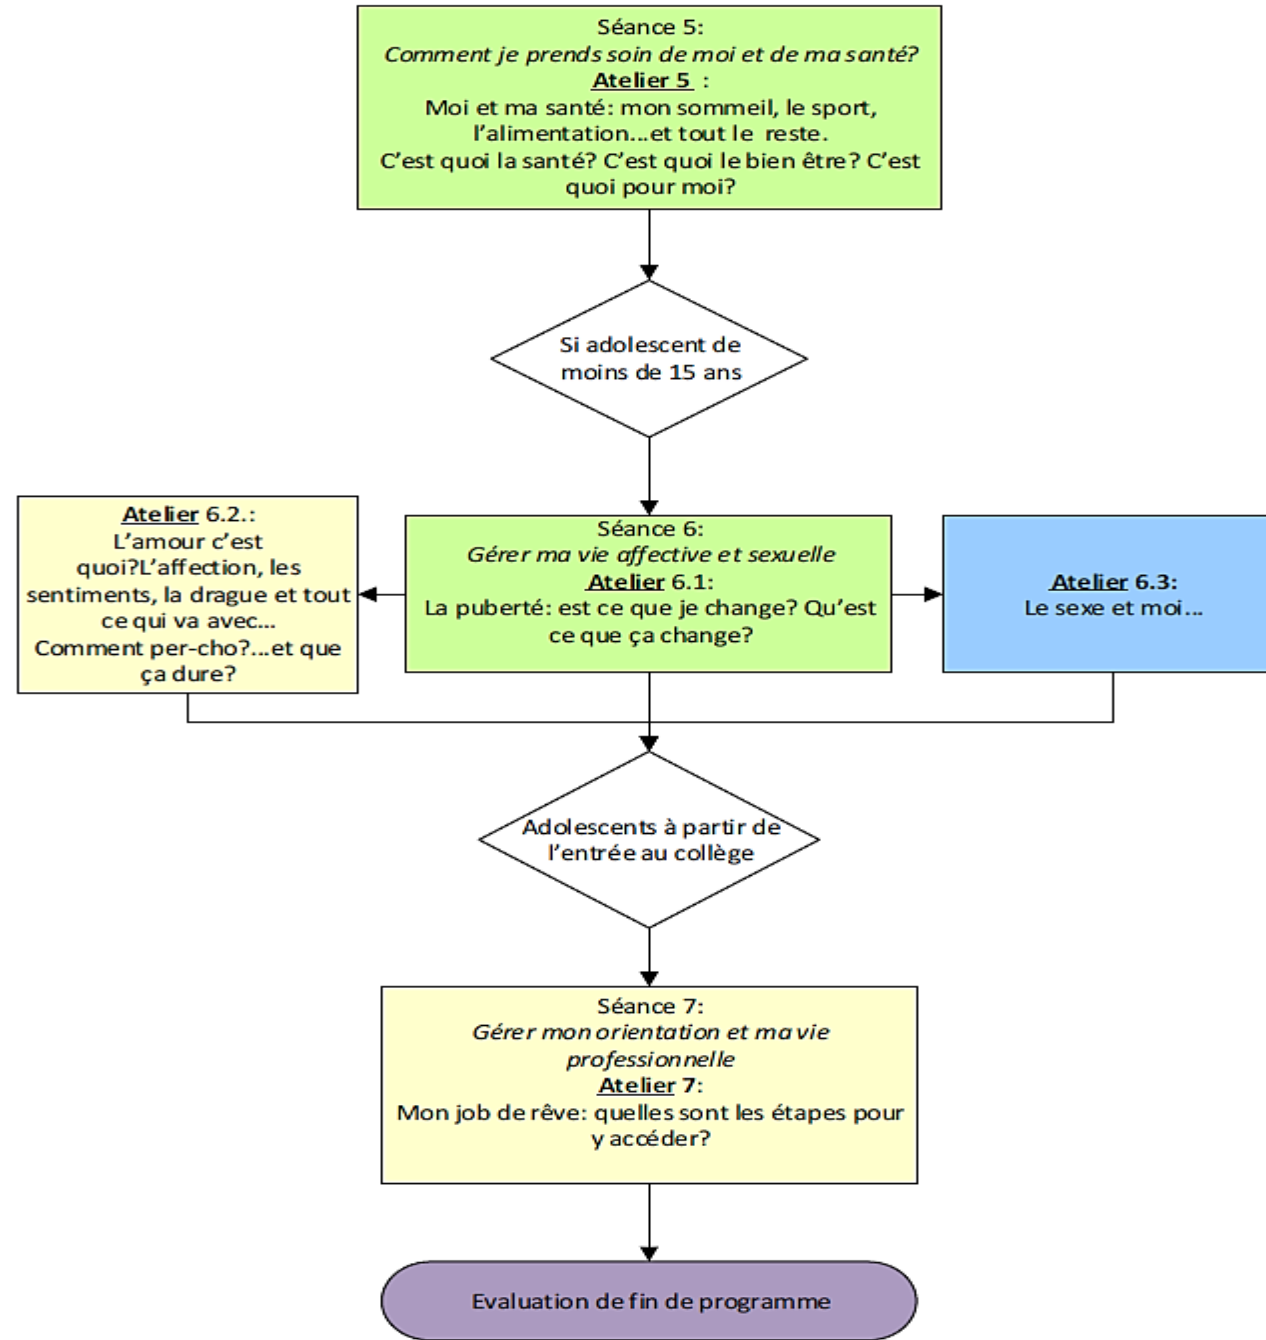 Séance 5:
Comment je prends soin de moi et de ma santé?
Atelier 5 :
Moi et ma santé: mon sommeil, le sport,
l'alimentation...et tout le reste.
C'est quoi la santé? C'est quoi le bien être? C'est
quoi pour moi?
Si adolescent de
moins de 15 ans
Atelier 6.2.:
L'amour c'est
quoi?L'affection, les
sentiments, la drague et tout
ce qui va avec...
Comment per-cho?...et que
ça dure?
Séance 6:
Gérer ma vie affective et sexuelle
Atelier 6.1:
La puberté: est ce que je change? Qu'est
ce que ça change?
Atelier 6.3:
Le sexe et moi...
Adolescents à partir de
l'entrée au collège
Séance 7:
Gérer mon orientation et ma vie
professionnelle
Atelier 7:
Mon job de rêve: quelles sont les étapes pour
y accéder?
Evaluation de fin de programme